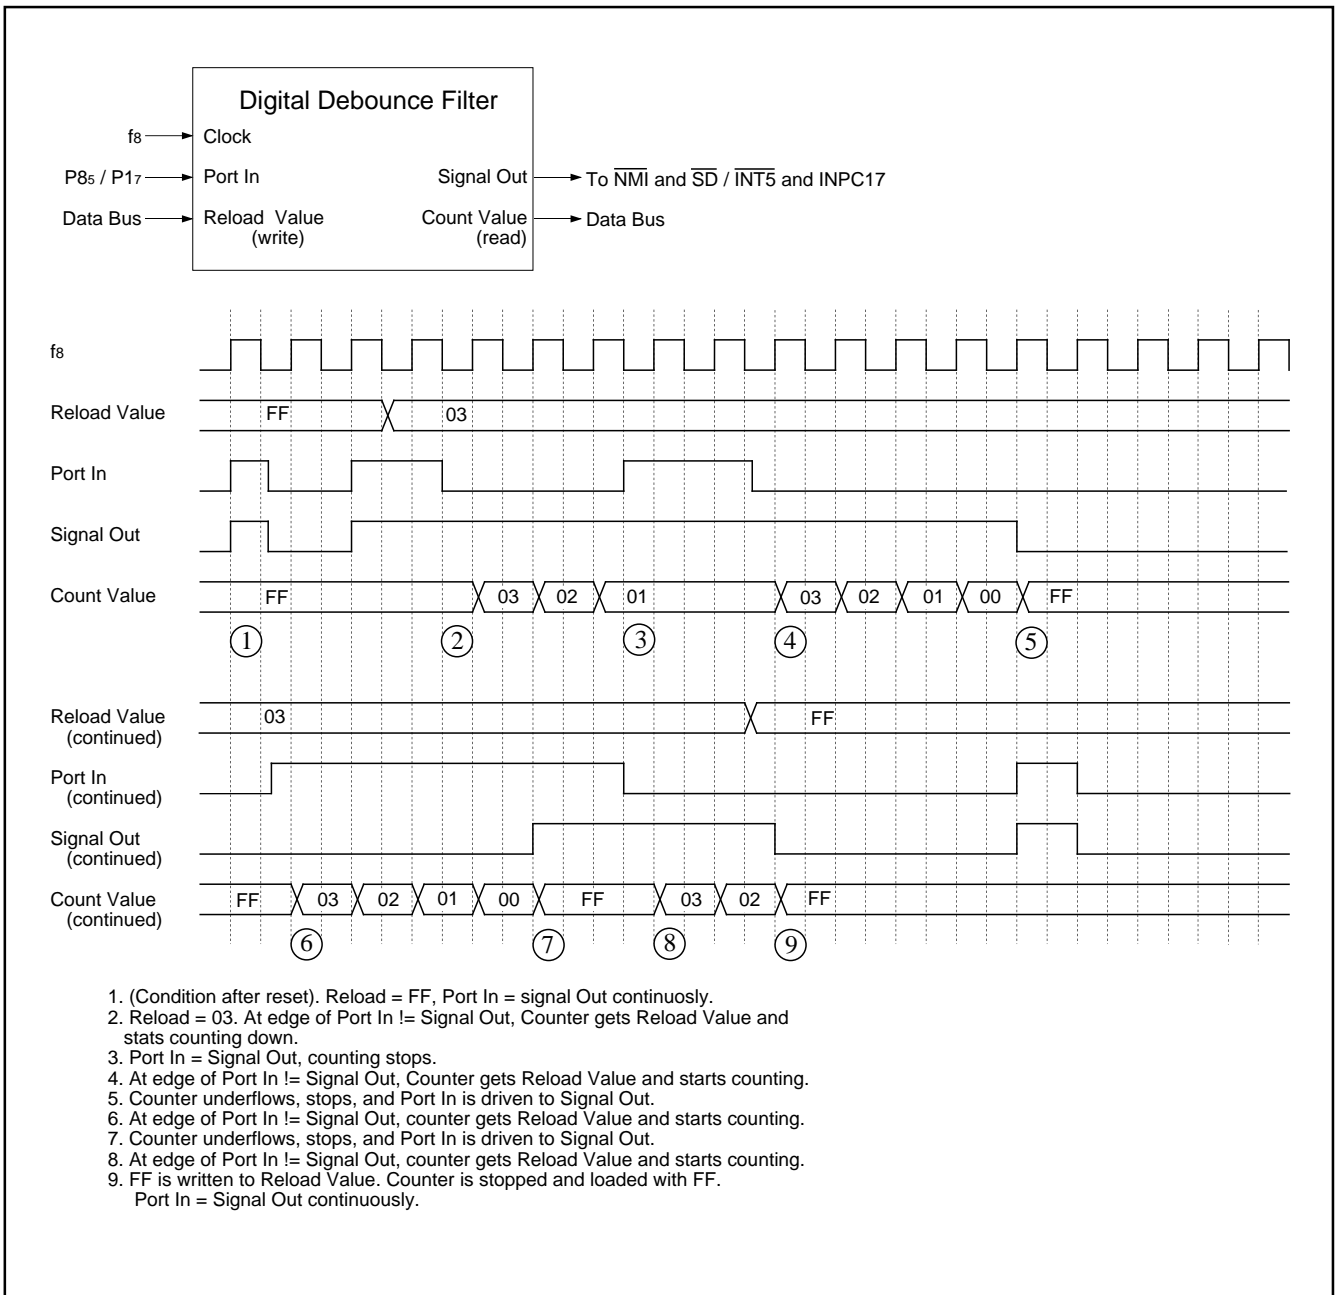 Digital Debounce Filter
f8 Clock
P85 / P17 Port In Signal Out To NMI and SD / INT5 and INPC17
Data Bus Reload Value Count Value Data Bus
(write) (read)
f8
Reload Value FF 03
Port In
Signal Out
Count Value FF 03 02 01 03 02 01 00 FF
1 2 3 4 5
Reload Value 03 FF
(continued)
Port In
(continued)
Signal Out
(continued)
Count Value FF 03 02 01 00 FF 03 02 FF
(continued)
6 7 8 9
1. (Condition after reset). Reload = FF, Port In = signal Out continuosly.
2. Reload = 03. At edge of Port In != Signal Out, Counter gets Reload Value and
stats counting down.
3. Port In = Signal Out, counting stops.
4. At edge of Port In != Signal Out, Counter gets Reload Value and starts counting.
5. Counter underflows, stops, and Port In is driven to Signal Out.
6. At edge of Port In != Signal Out, counter gets Reload Value and starts counting.
7. Counter underflows, stops, and Port In is driven to Signal Out.
8. At edge of Port In != Signal Out, counter gets Reload Value and starts counting.
9. FF is written to Reload Value. Counter is stopped and loaded with FF.
Port In = Signal Out continuously.